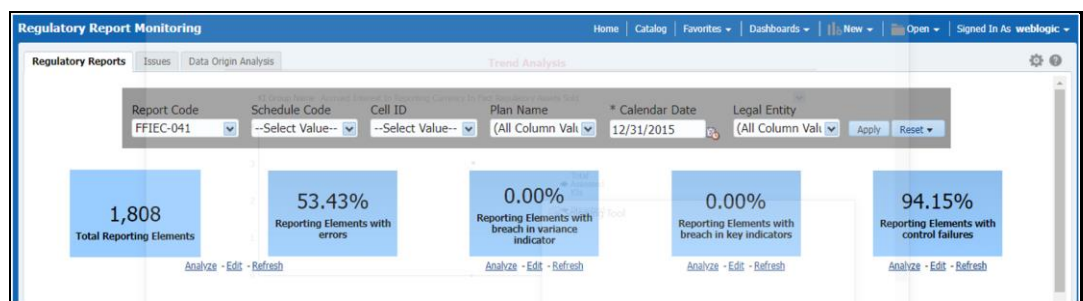 Regulatory Report Monitoring
Home Catalog Favorites Dashboards New Open Signed In As weblogic
Regulatory Reports Issues Data Origin Analysis
Trend Analysis
Report Code Schedule Code Cell ID Plan Name * Calendar Date Legal Entity
FFIEC-041 --Select Value-- --Select Value-- (All Column Valu 12/31/2015 (All Column Valu Apply Reset
1,808
Total Reporting Elements
53.43%
Reporting Elements with
errors
0.00%
Reporting Elements with
breach in variance
indicator
0.00%
Reporting Elements with
breach in key indicators
94.15%
Reporting Elements with
control failures
Analyze - Edit - Refresh
Analyze - Edit - Refresh
Analyze - Edit - Refresh
Analyze - Edit - Refresh